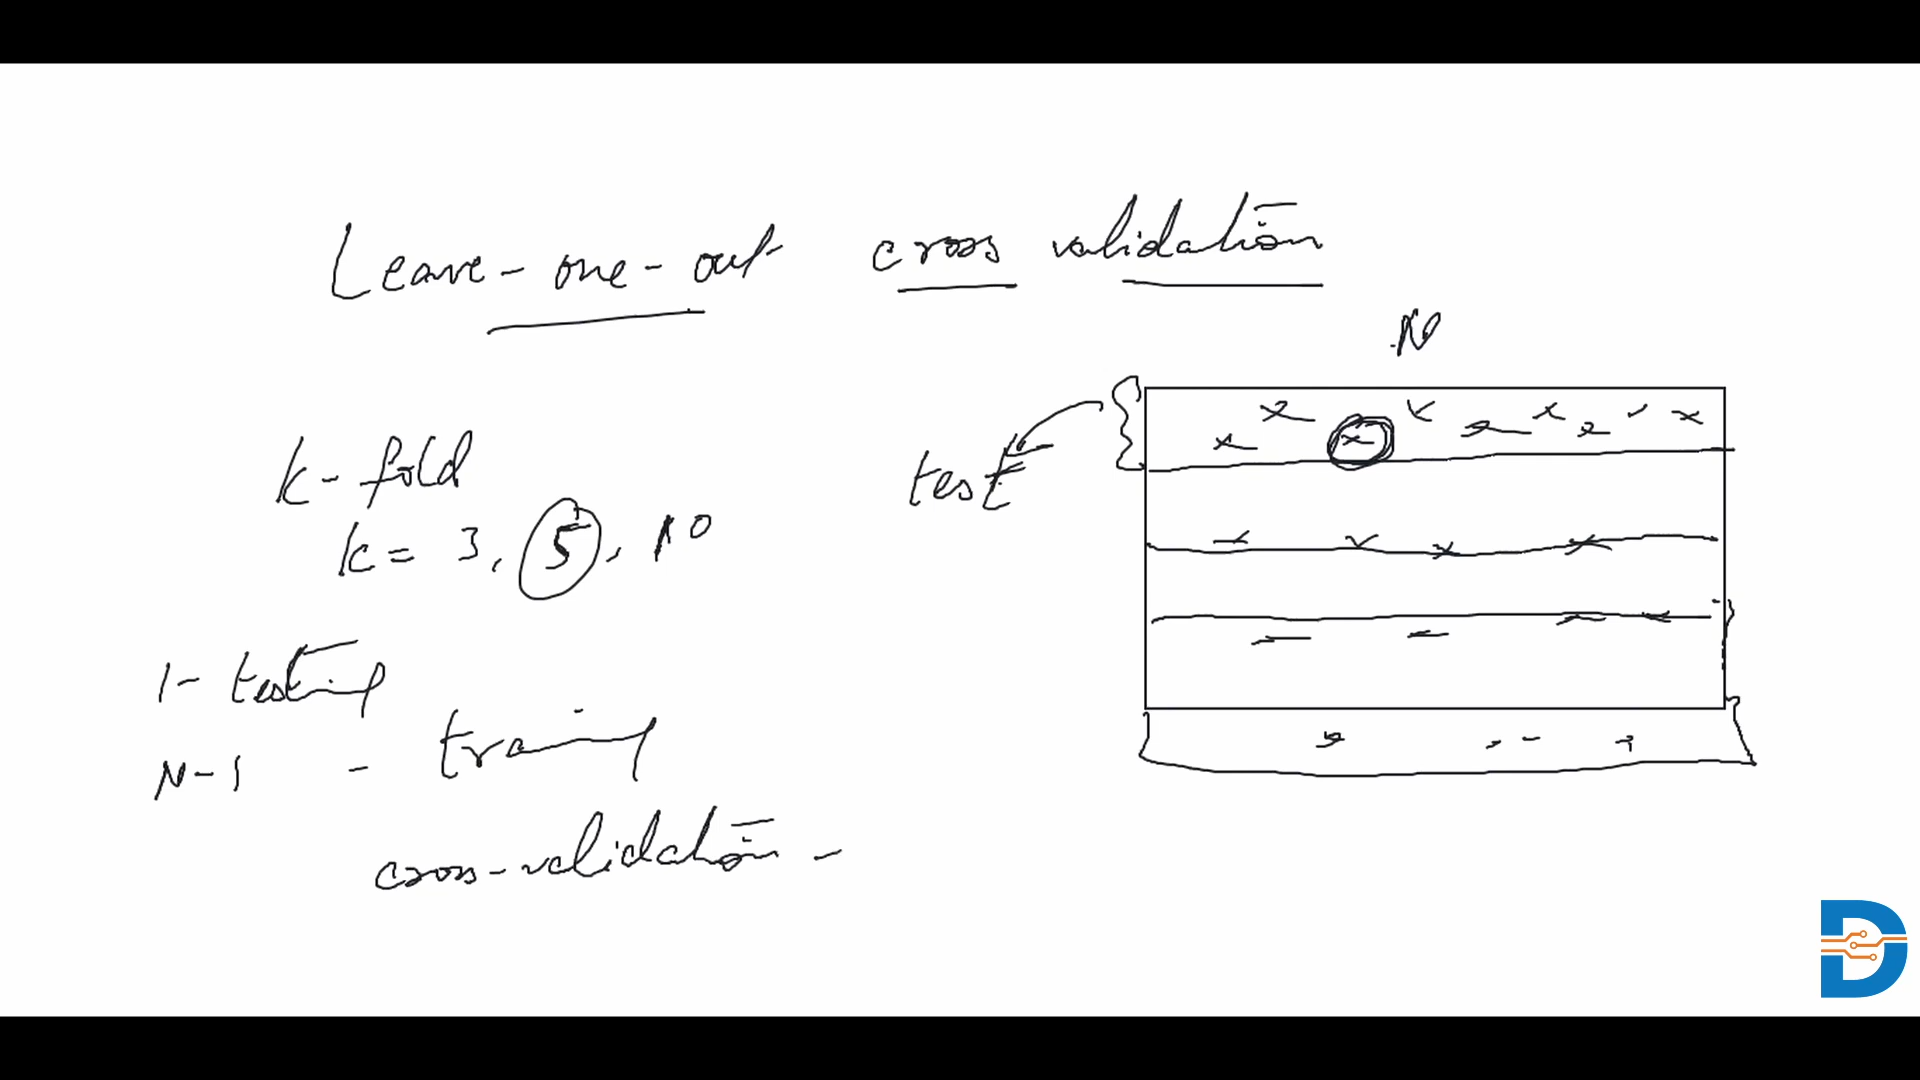 Leave-one-out cross validation
N
k-fold
k = 3, 5, 10
test
1- testing
N-1 - training
cross-validation -